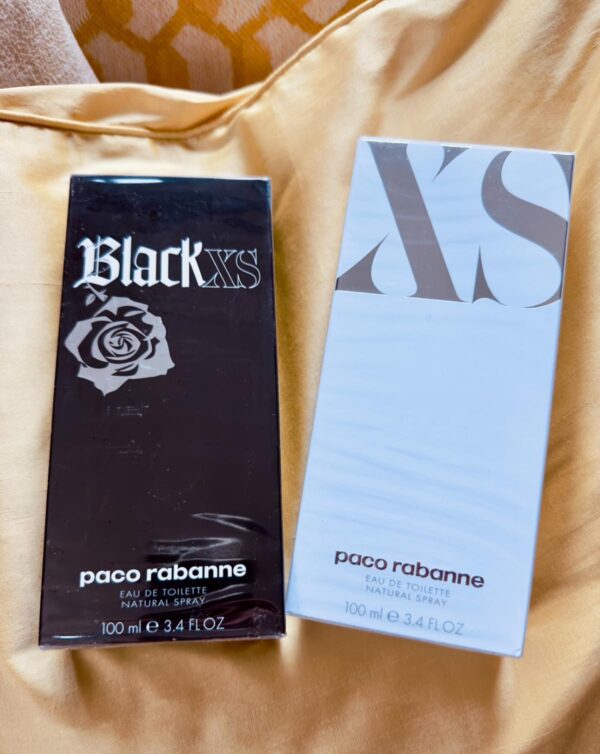 BlackXS
paco rabanne
EAU DE TOILETTE
NATURAL SPRAY
100 ml e 3.4 FL OZ
XS
paco rabanne
EAU DE TOILETTE
NATURAL SPRAY
100 ml e 3.4 FL OZ